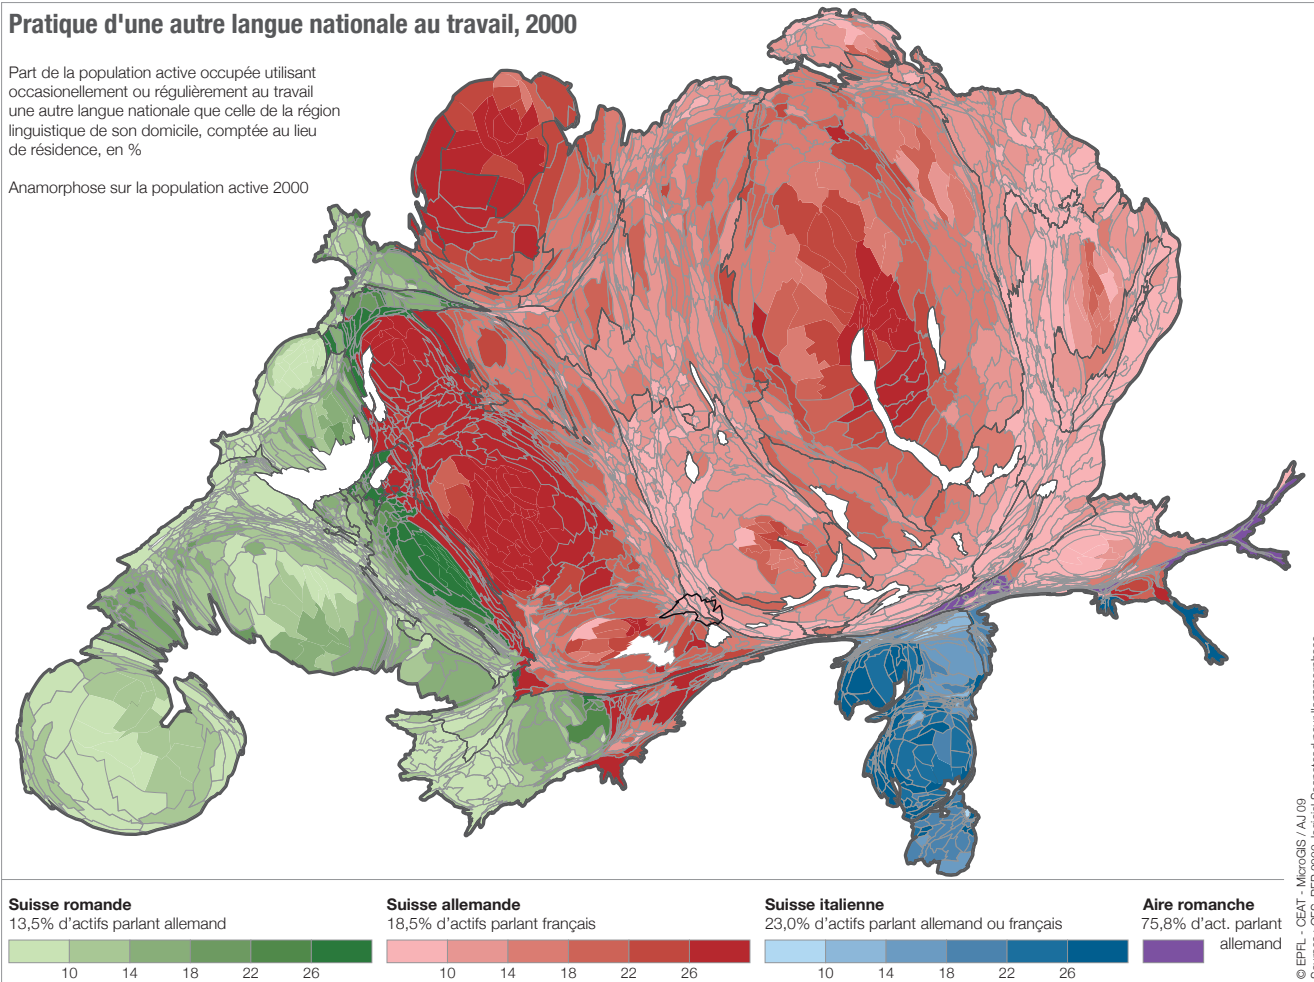 Pratique d'une autre langue nationale au travail, 2000
Part de la population active occupée utilisant
occasionellement ou régulièrement au travail
une autre langue nationale que celle de la région
linguistique de son domicile, comptée au lieu
de résidence, en %
Anamorphose sur la population active 2000
Suisse romande
13,5% d'actifs parlant allemand
10 14 18 22 26
Suisse allemande
18,5% d'actifs parlant français
10 14 18 22 26
Suisse italienne
23,0% d'actifs parlant allemand ou français
10 14 18 22 26
Aire romanche
75,8% d'act. parlant
allemand
© EPFL - CEAT - MicroGIS / AJ 09